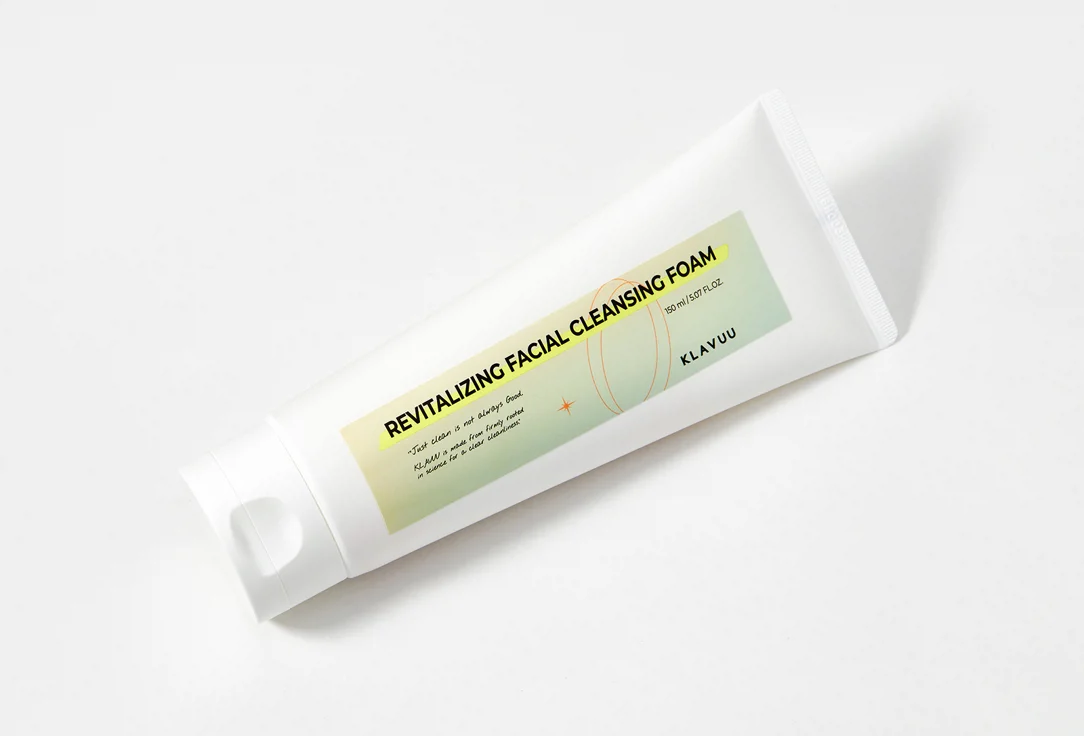 REVITALIZING FACIAL CLEANSING FOAM
150 ml / 5.07 FL.OZ.
KLAVUU
"Just clean is not always Good.
KLAVUU is made from firmly rooted
in science for a clear cleanliness"